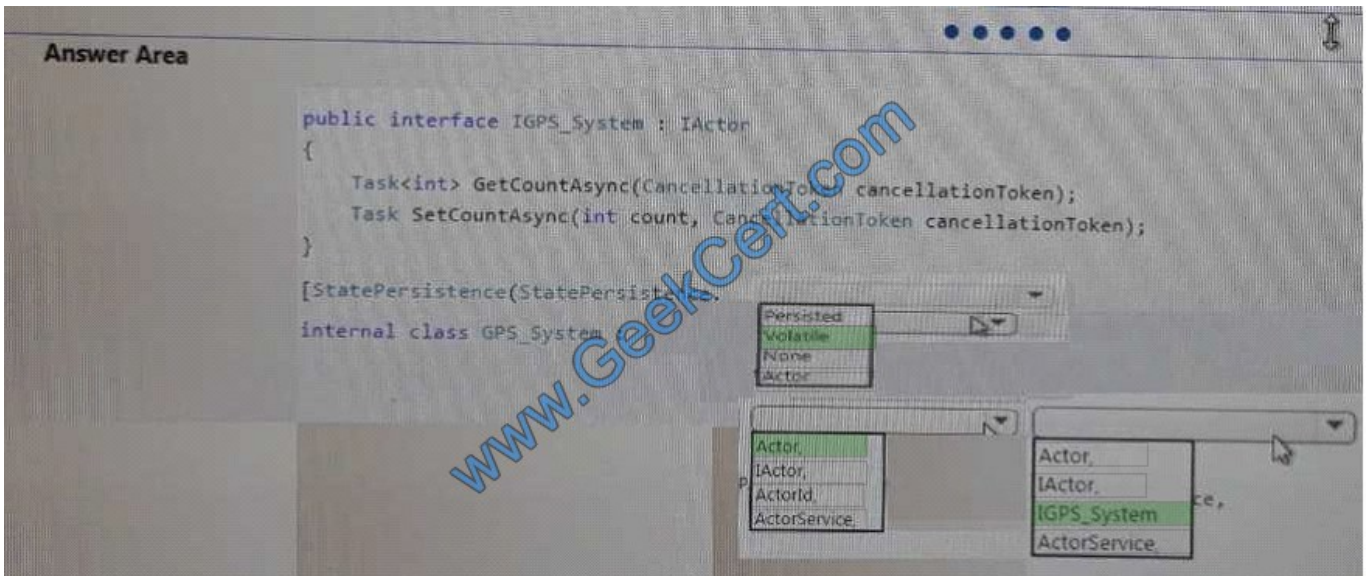 Answer Area
public interface IGPS_System : IActor
{
Task<int> GetCountAsync(CancellationToken cancellationToken);
Task SetCountAsync(int count, CancellationToken cancellationToken);
}
[StatePersistence(StatePersistence.
internal class GPS_System :
Persisted
Volatile
None
Actor
Actor,
IActor,
ActorId,
ActorService,
Actor,
IActor,
IGPS_System
ActorService,
ce,
www.GeekCert.com